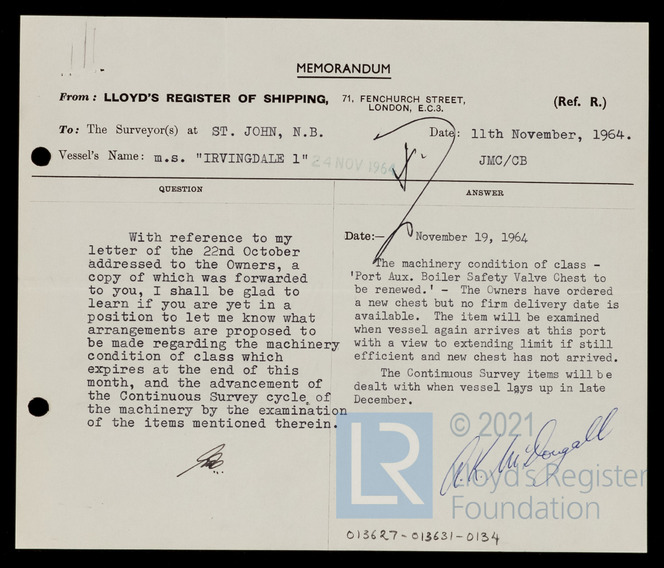 MEMORANDUM
From: LLOYD'S REGISTER OF SHIPPING, 71, FENCHURCH STREET,
LONDON, E.C.3.
(Ref. R.)
To: The Surveyor(s) at ST. JOHN, N.B.
Date: 11th November, 1964.
Vessel's Name: m.s. "IRVINGDALE 1"
24 NOV 1964
JMC/CB
QUESTION
With reference to my
letter of the 22nd October
addressed to the Owners, a
copy of which was forwarded
to you, I shall be glad to
learn if you are yet in a
position to let me know what
arrangements are proposed to
be made regarding the machinery
condition of class which
expires at the end of this
month, and the advancement of
the Continuous Survey cycle of
the machinery by the examination
of the items mentioned therein.
ANSWER
Date:— November 19, 1964
The machinery condition of class -
'Port Aux. Boiler Safety Valve Chest to
be renewed.' - The Owners have ordered
a new chest but no firm delivery date is
available. The item will be examined
when vessel again arrives at this port
with a view to extending limit if still
efficient and new chest has not arrived.
The Continuous Survey items will be
dealt with when vessel lays up in late
December.
A.K. McDougall
LR
© 2021
Lloyd's Register
Foundation
013627-013631-0134